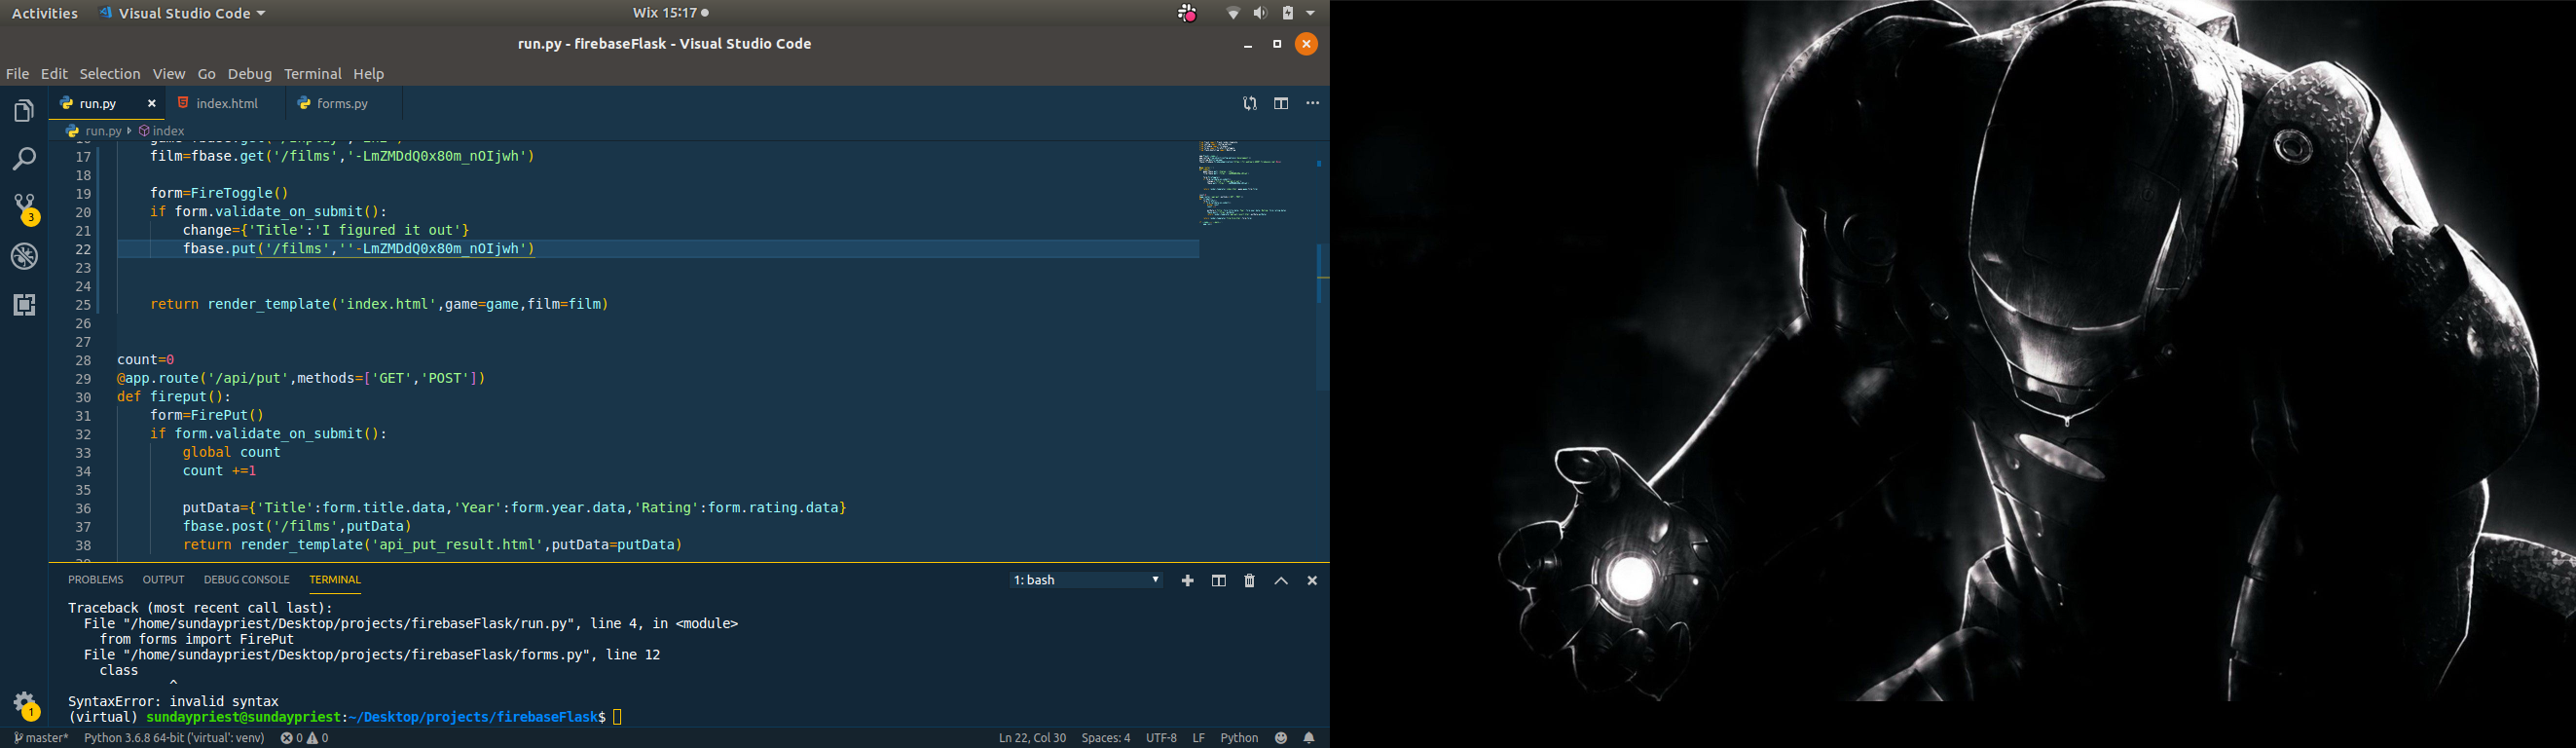 Activities Visual Studio Code Wix 15:17
run.py - firebaseFlask - Visual Studio Code
File Edit Selection View Go Debug Terminal Help
run.py index.html forms.py
run.py index
17 film=fbase.get('/films','-LmZMDdQ0x80m_nOIjwh')
18
19 form=FireToggle()
20 if form.validate_on_submit():
21 change={'Title':'I figured it out'}
22 fbase.put('/films',''-LmZMDdQ0x80m_nOIjwh')
23
24
25 return render_template('index.html',game=game,film=film)
26
27
28 count=0
29 @app.route('/api/put',methods=['GET','POST'])
30 def fireput():
31 form=FirePut()
32 if form.validate_on_submit():
33 global count
34 count +=1
35
36 putData={'Title':form.title.data,'Year':form.year.data,'Rating':form.rating.data}
37 fbase.post('/films',putData)
38 return render_template('api_put_result.html',putData=putData)
3
1
PROBLEMS OUTPUT DEBUG CONSOLE TERMINAL 1: bash
Traceback (most recent call last):
File "/home/sundaypriest/Desktop/projects/firebaseFlask/run.py", line 4, in <module>
from forms import FirePut
File "/home/sundaypriest/Desktop/projects/firebaseFlask/forms.py", line 12
class
^
SyntaxError: invalid syntax
(virtual) sundaypriest@sundaypriest:~/Desktop/projects/firebaseFlask$
master* Python 3.6.8 64-bit ('virtual': venv) 0 0 Ln 22, Col 30 Spaces: 4 UTF-8 LF Python